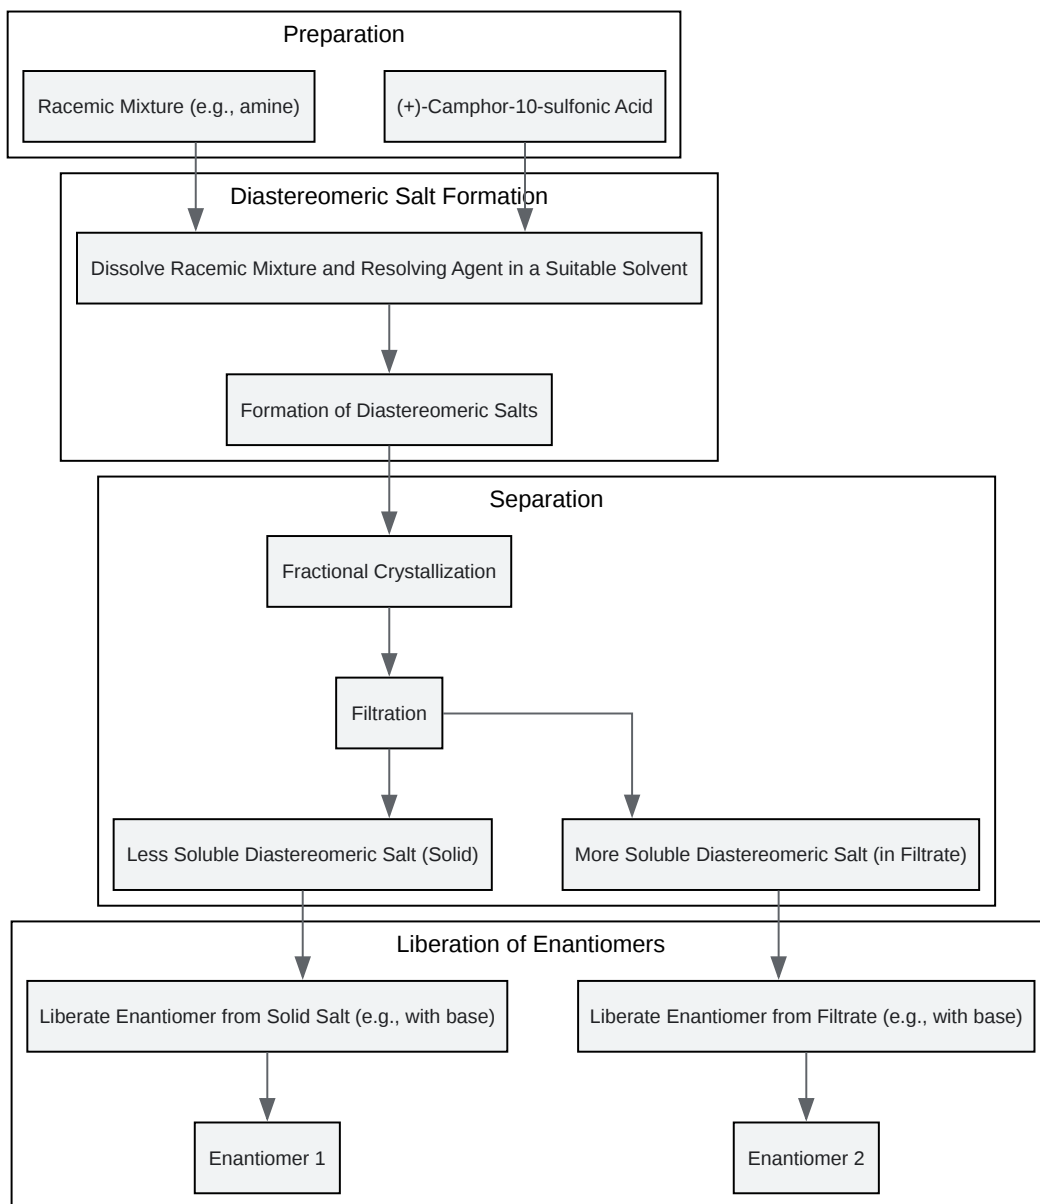 Preparation
Racemic Mixture (e.g., amine)
(+)-Camphor-10-sulfonic Acid
Diastereomeric Salt Formation
Dissolve Racemic Mixture and Resolving Agent in a Suitable Solvent
Formation of Diastereomeric Salts
Separation
Fractional Crystallization
Filtration
Less Soluble Diastereomeric Salt (Solid)
More Soluble Diastereomeric Salt (in Filtrate)
Liberation of Enantiomers
Liberate Enantiomer from Solid Salt (e.g., with base)
Liberate Enantiomer from Filtrate (e.g., with base)
Enantiomer 1
Enantiomer 2